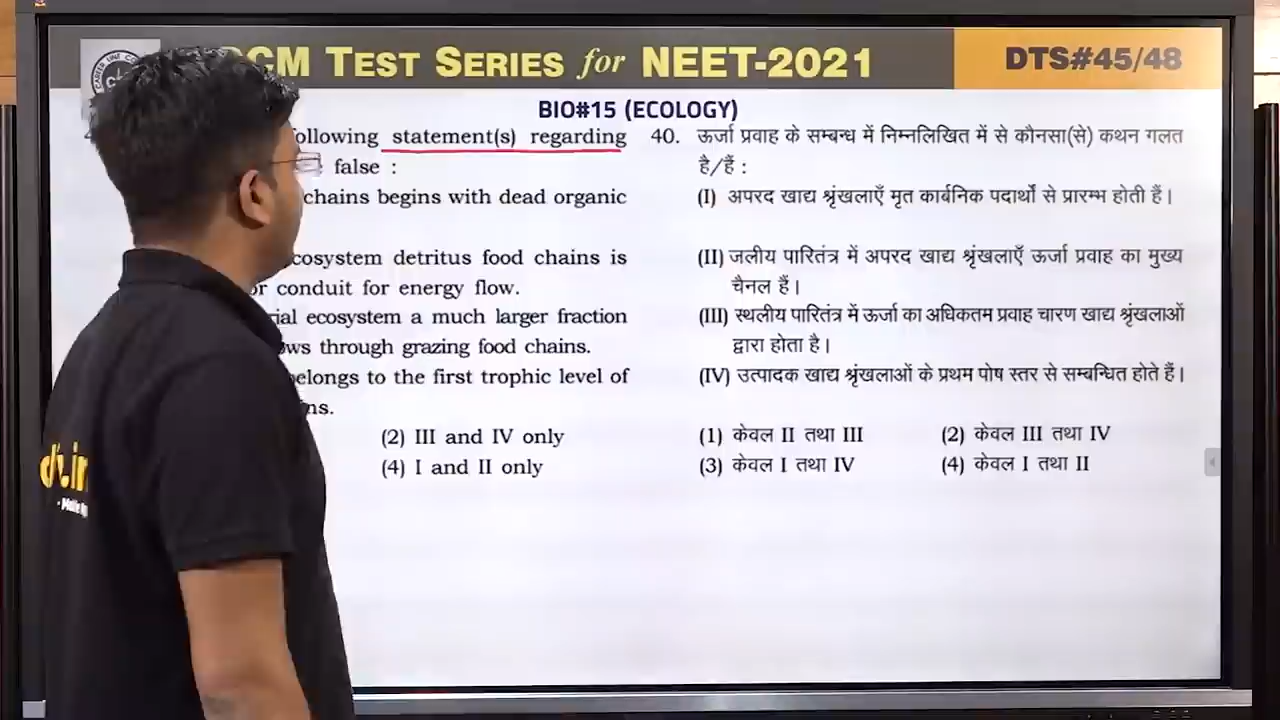 TEST SERIES for NEET-2021
DTS#45/48
BIO#15 (ECOLOGY)
following statement(s) regarding
false :
chains begins with dead organic
ecosystem detritus food chains is
conduit for energy flow.
ecosystem a much larger fraction
through grazing food chains.
belongs to the first trophic level of
(2) III and IV only
(4) I and II only
40. ऊर्जा प्रवाह के सम्बन्ध में निम्नलिखित में से कौनसा(से) कथन गलत
है/हैं :
(I) अपरद खाद्य श्रृंखलाएँ मृत कार्बनिक पदार्थों से प्रारम्भ होती हैं।
(II) जलीय पारितंत्र में अपरद खाद्य श्रृंखलाएँ ऊर्जा प्रवाह का मुख्य
चैनल हैं।
(III) स्थलीय पारितंत्र में ऊर्जा का अधिकतम प्रवाह चारण खाद्य श्रृंखलाओं
द्वारा होता है।
(IV) उत्पादक खाद्य श्रृंखलाओं के प्रथम पोष स्तर से सम्बन्धित होते हैं।
(1) केवल II तथा III (2) केवल III तथा IV
(3) केवल I तथा IV (4) केवल I तथा II